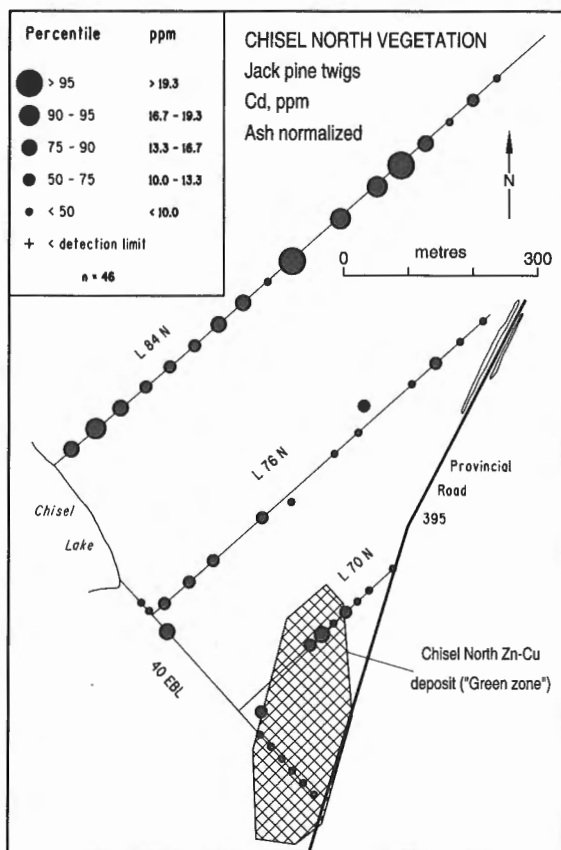 Percentile ppm
> 95 > 19.3
90 - 95 16.7 - 19.3
75 - 90 13.3 - 16.7
50 - 75 10.0 - 13.3
< 50 < 10.0
+ < detection limit
n = 46
CHISEL NORTH VEGETATION
Jack pine twigs
Cd, ppm
Ash normalized
N
metres
0 300
L 84 N
L 76 N
Provincial
Road
395
Chisel
Lake
L 70 N
40 EBL
Chisel North Zn-Cu
deposit ("Green zone")